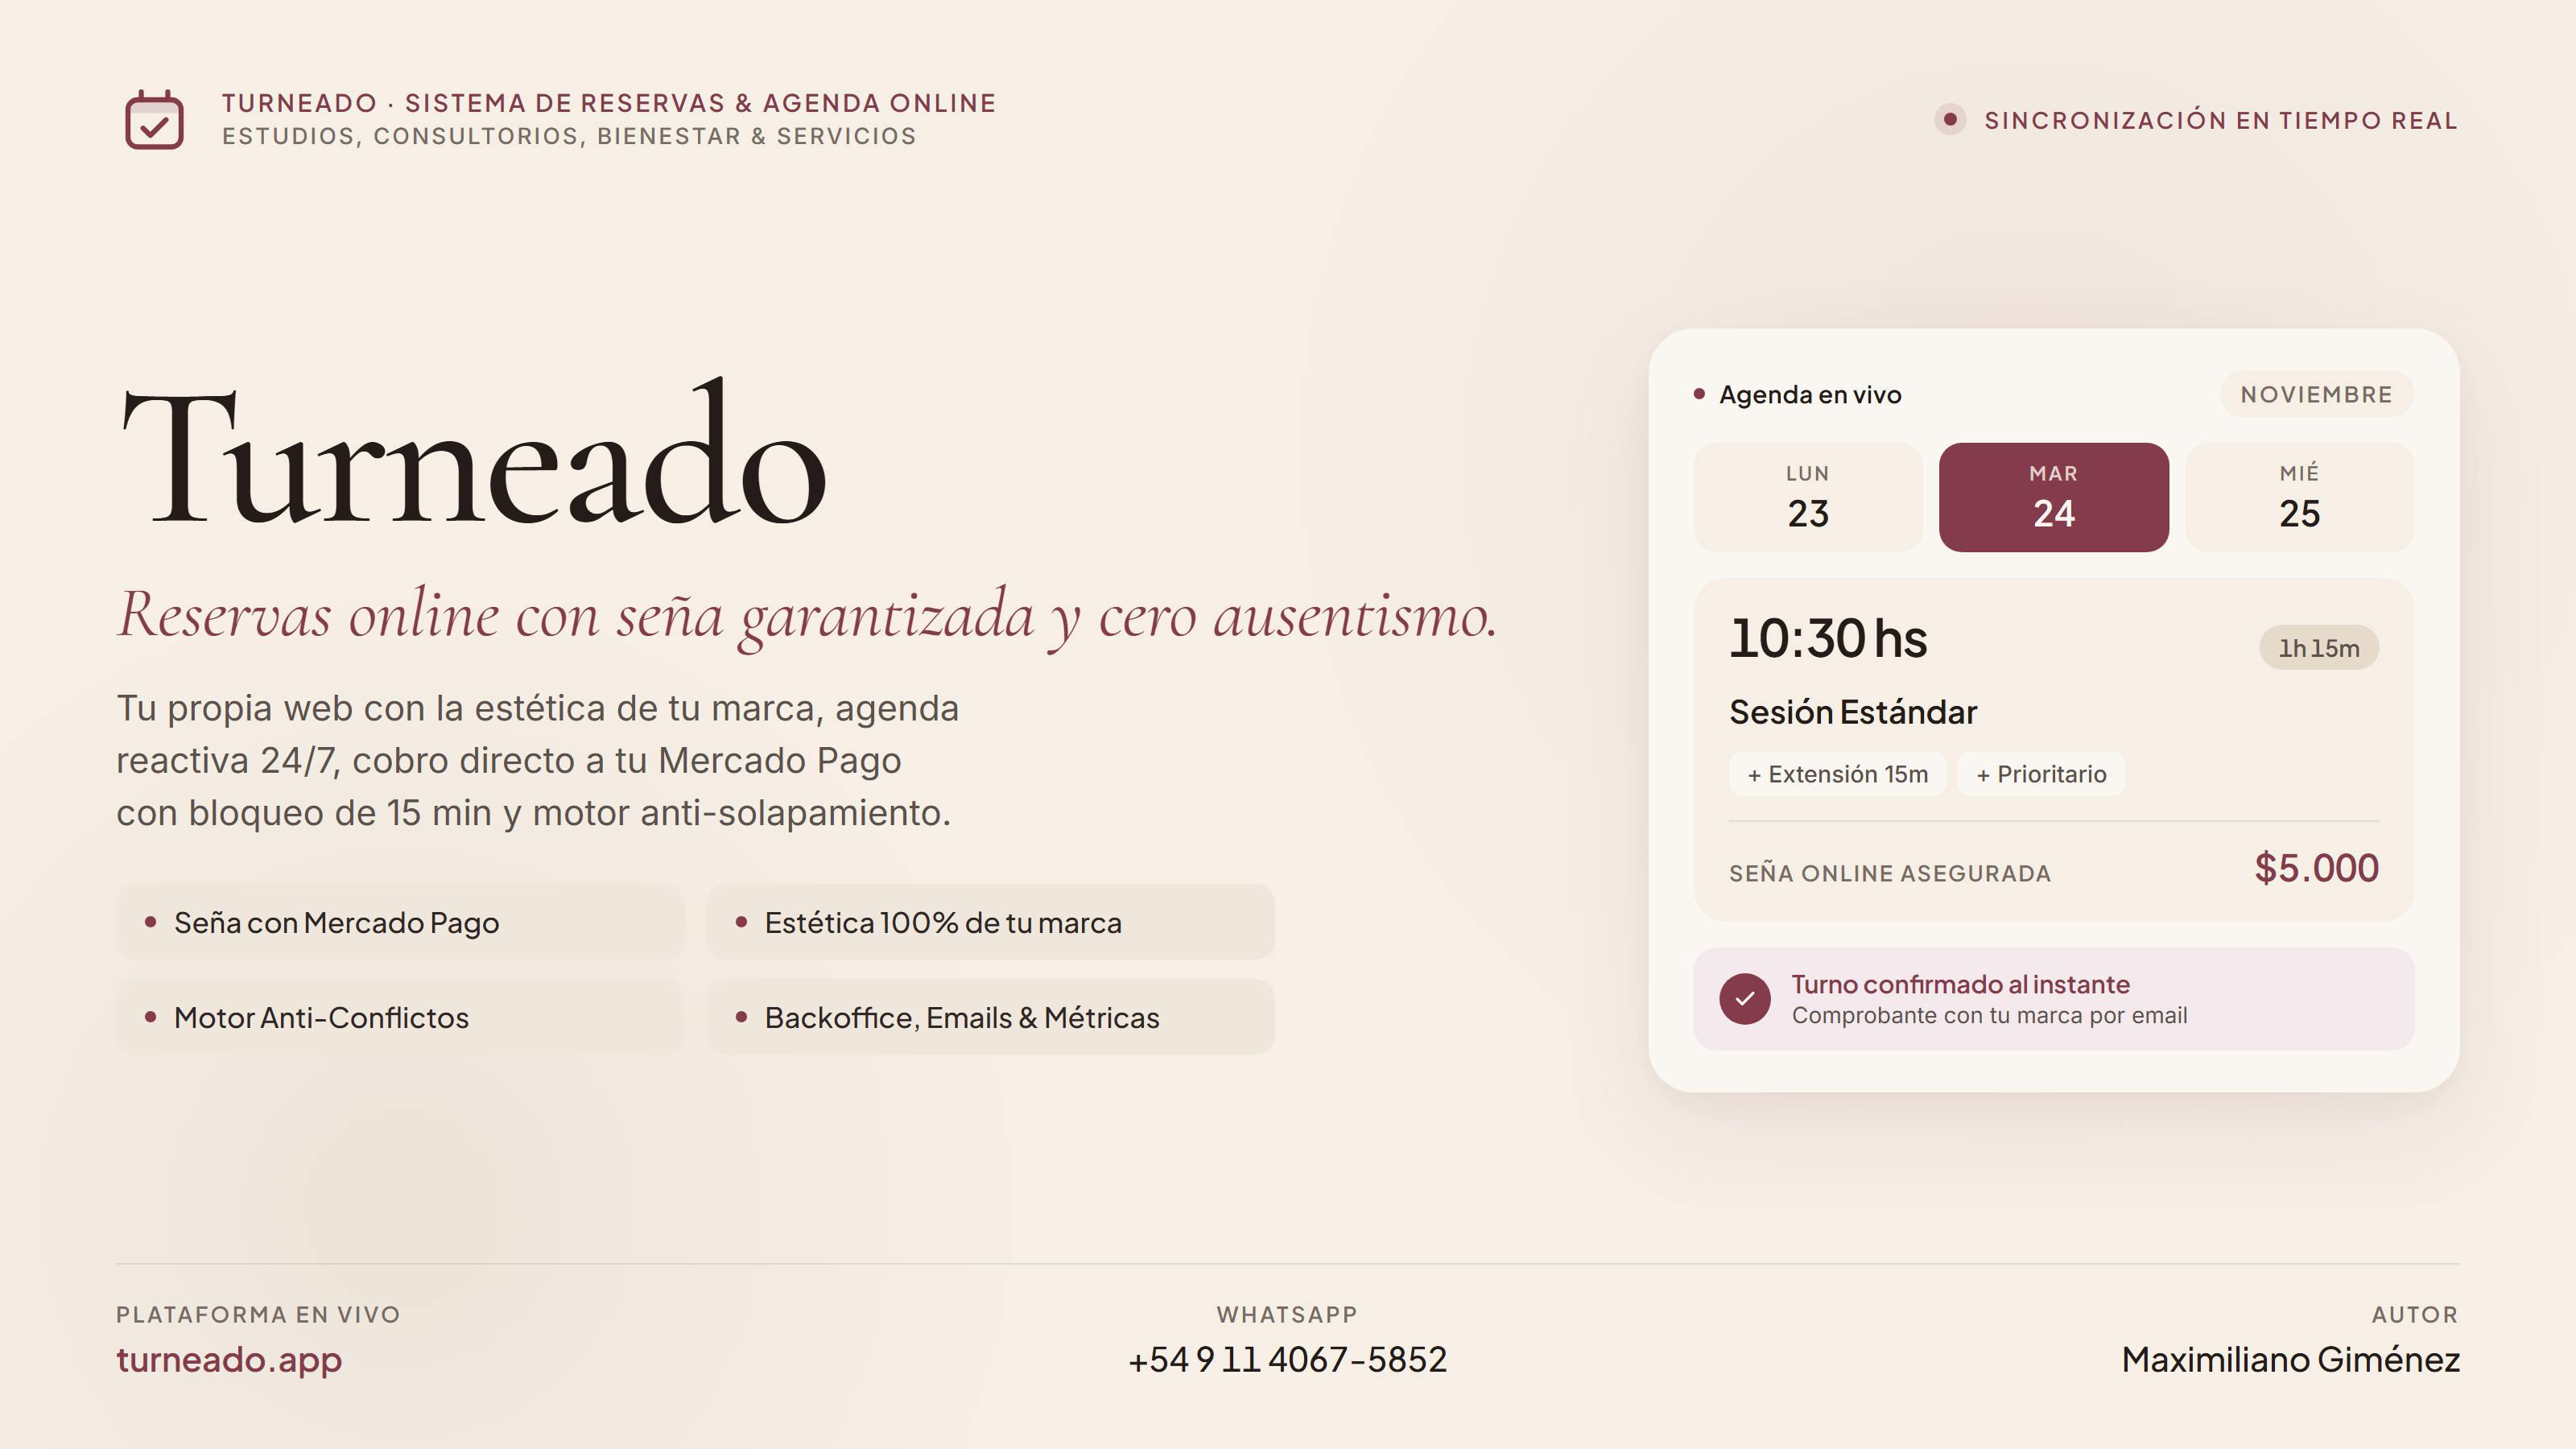 TURNEADO · SISTEMA DE RESERVAS & AGENDA ONLINE
ESTUDIOS, CONSULTORIOS, BIENESTAR & SERVICIOS
SINCRONIZACIÓN EN TIEMPO REAL
Turneado
Reservas online con seña garantizada y cero ausentismo.
Tu propia web con la estética de tu marca, agenda
reactiva 24/7, cobro directo a tu Mercado Pago
con bloqueo de 15 min y motor anti-solapamiento.
Seña con Mercado Pago
Estética 100% de tu marca
Motor Anti-Conflictos
Backoffice, Emails & Métricas
Agenda en vivo
NOVIEMBRE
LUN
23
MAR
24
MIÉ
25
10:30 hs
1h 15m
Sesión Estándar
+ Extensión 15m
+ Prioritario
SEÑA ONLINE ASEGURADA
$5.000
Turno confirmado al instante
Comprobante con tu marca por email
PLATAFORMA EN VIVO
turneado.app
WHATSAPP
+54 9 11 4067-5852
AUTOR
Maximiliano Giménez